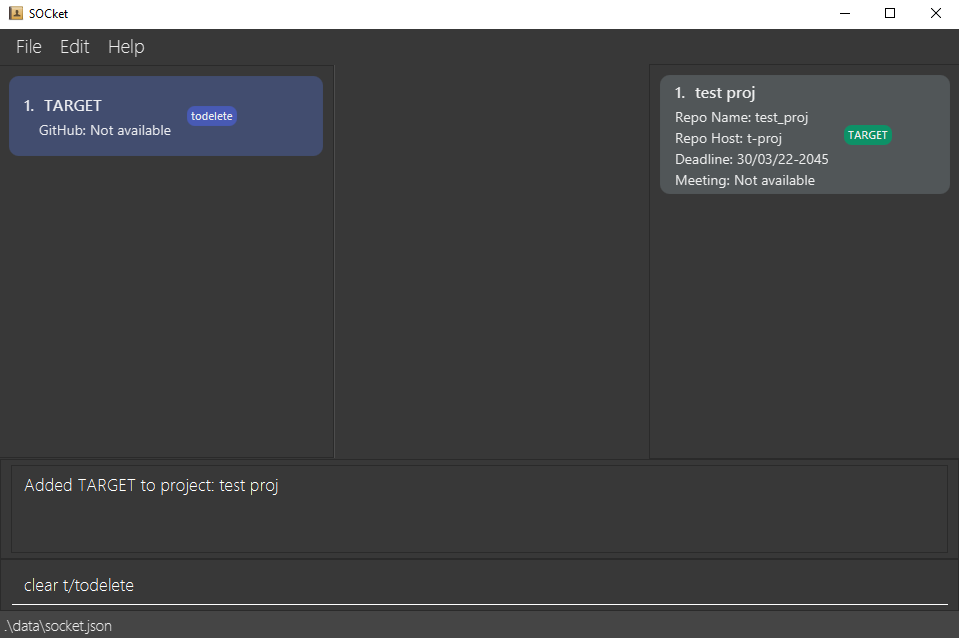 SOCket
File Edit Help
1. TARGET
GitHub: Not available
todelete
1. test proj
Repo Name: test_proj
Repo Host: t-proj
Deadline: 30/03/22-2045
Meeting: Not available
TARGET
Added TARGET to project: test proj
clear t/todelete
.\data\socket.json